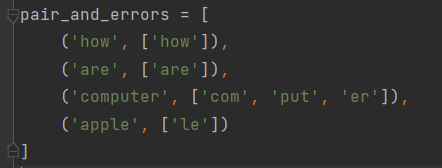 pair_and_errors = [
    ('how', ['how']),
    ('are', ['are']),
    ('computer', ['com', 'put', 'er']),
    ('apple', ['le'])
]